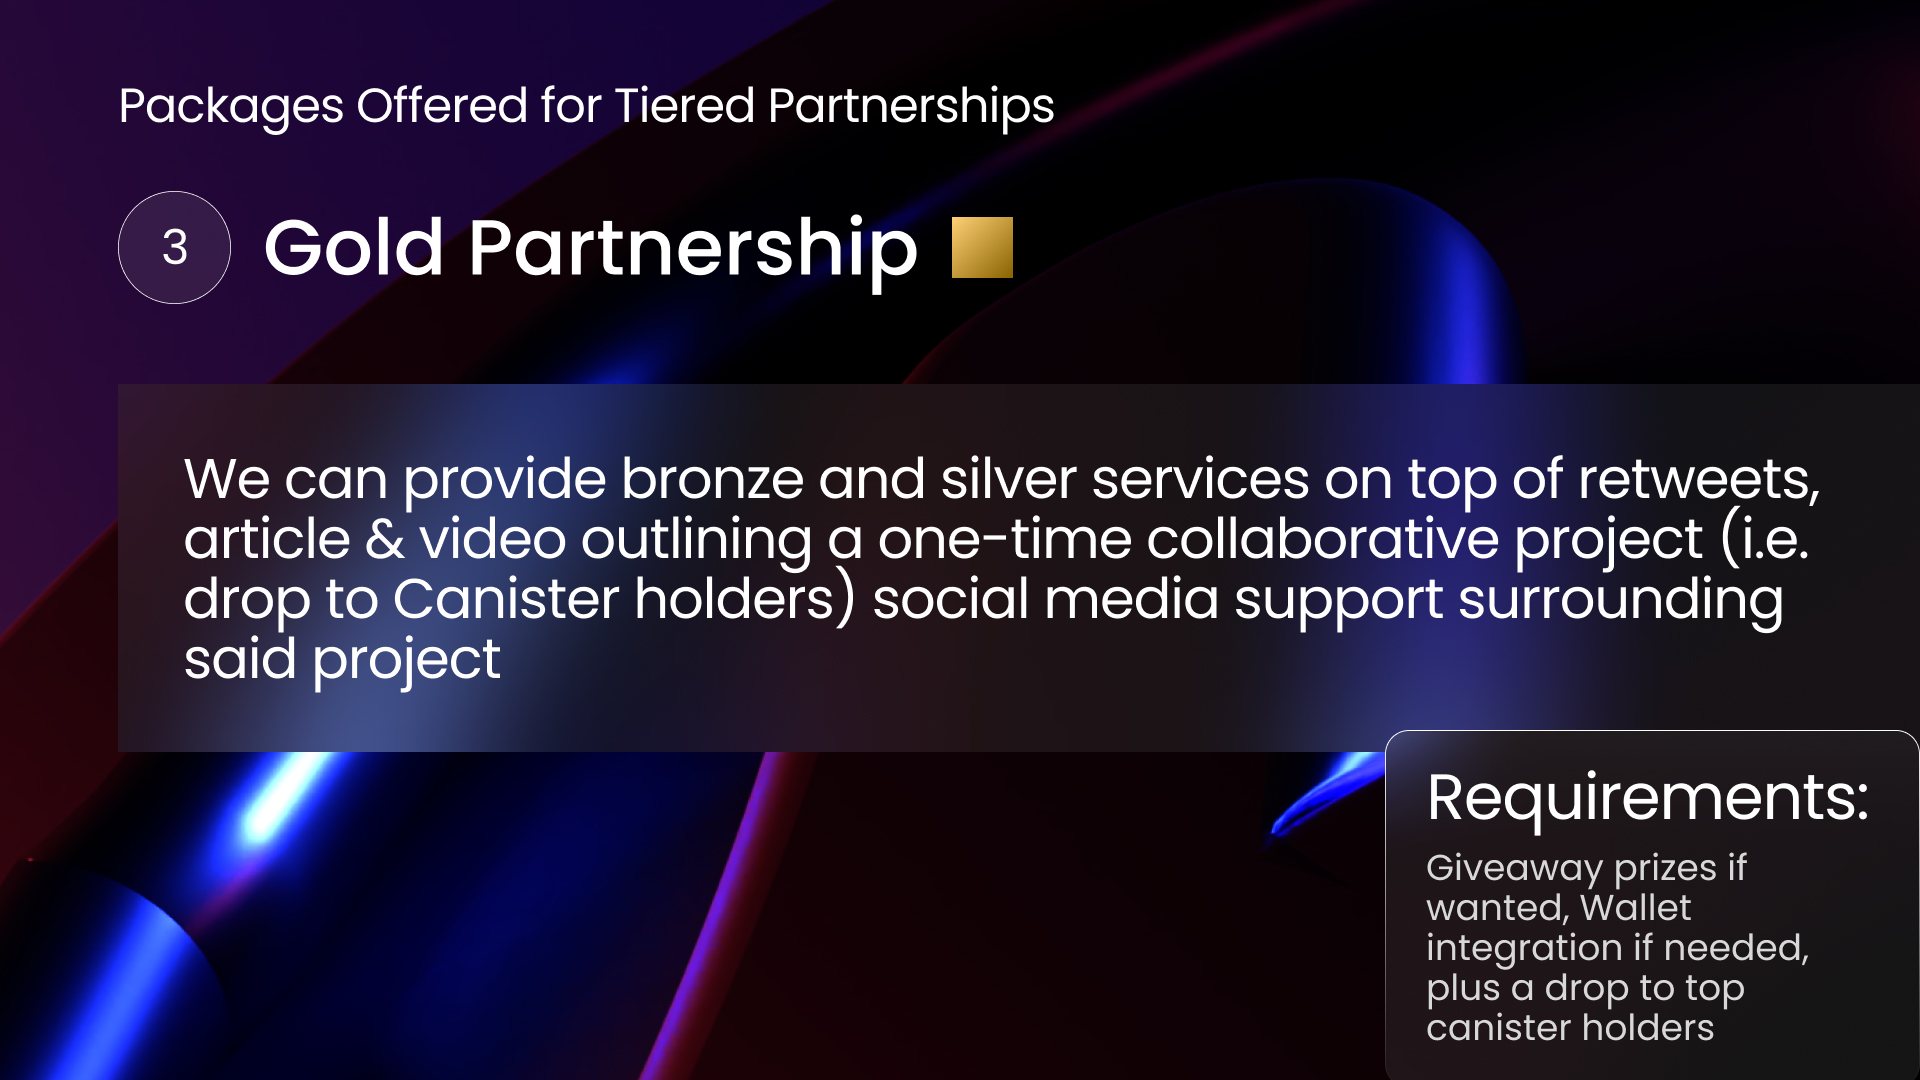 Packages Offered for Tiered Partnerships
3
Gold Partnership
We can provide bronze and silver services on top of retweets,
article & video outlining a one-time collaborative project (i.e.
drop to Canister holders) social media support surrounding
said project
Requirements:
Giveaway prizes if
wanted, Wallet
integration if needed,
plus a drop to top
canister holders